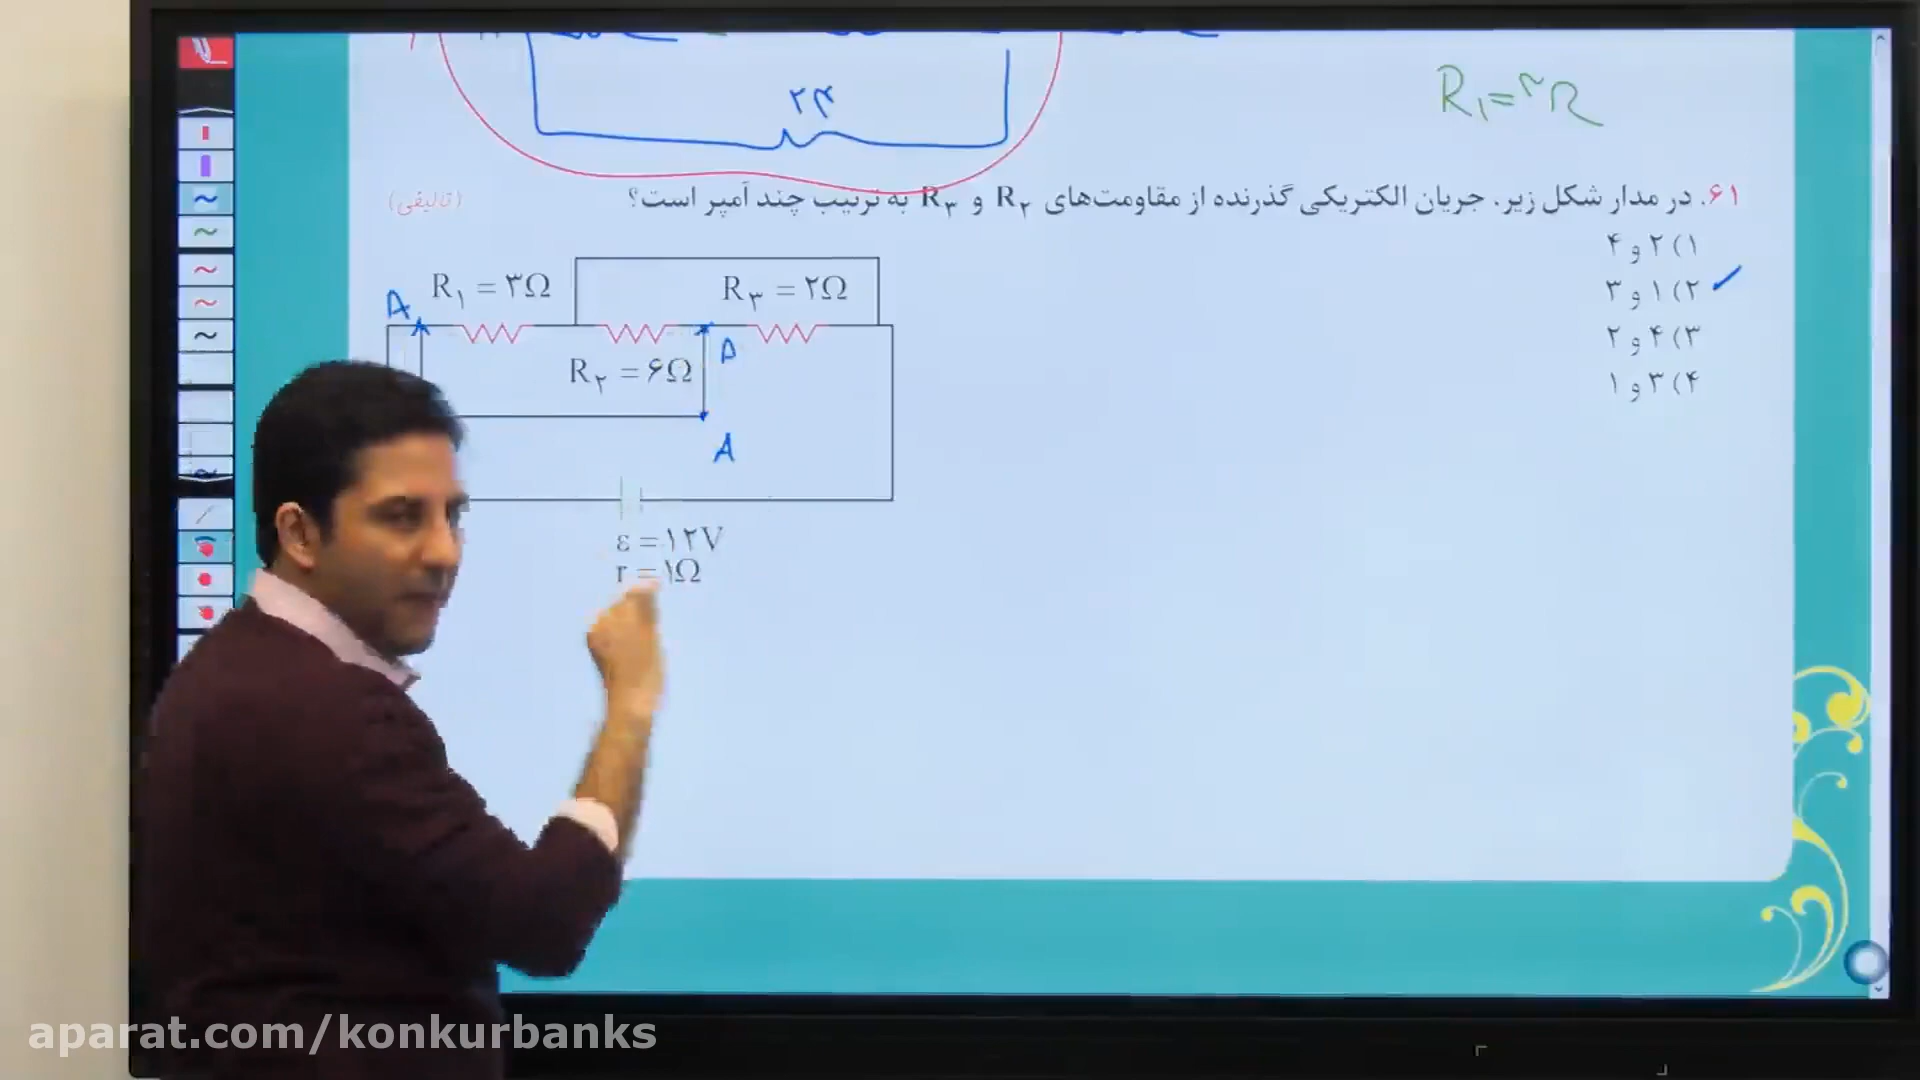 ۲۴
R₁=۳R
۶۱. در مدار شکل زیر، جریان الکتریکی گذرنده از مقاومت‌های R₂ و R₃ به ترتیب چند آمپر است؟ (تالیفی)
۱) ۲ و ۴
۲) ۱ و ۳
۳) ۴ و ۲
۴) ۳ و ۱
R₁ = ۳Ω
R₃ = ۲Ω
A
A
R₂ = ۶Ω
A
ε = ۱۲V
r = ۱Ω
aparat.com/konkurbanks